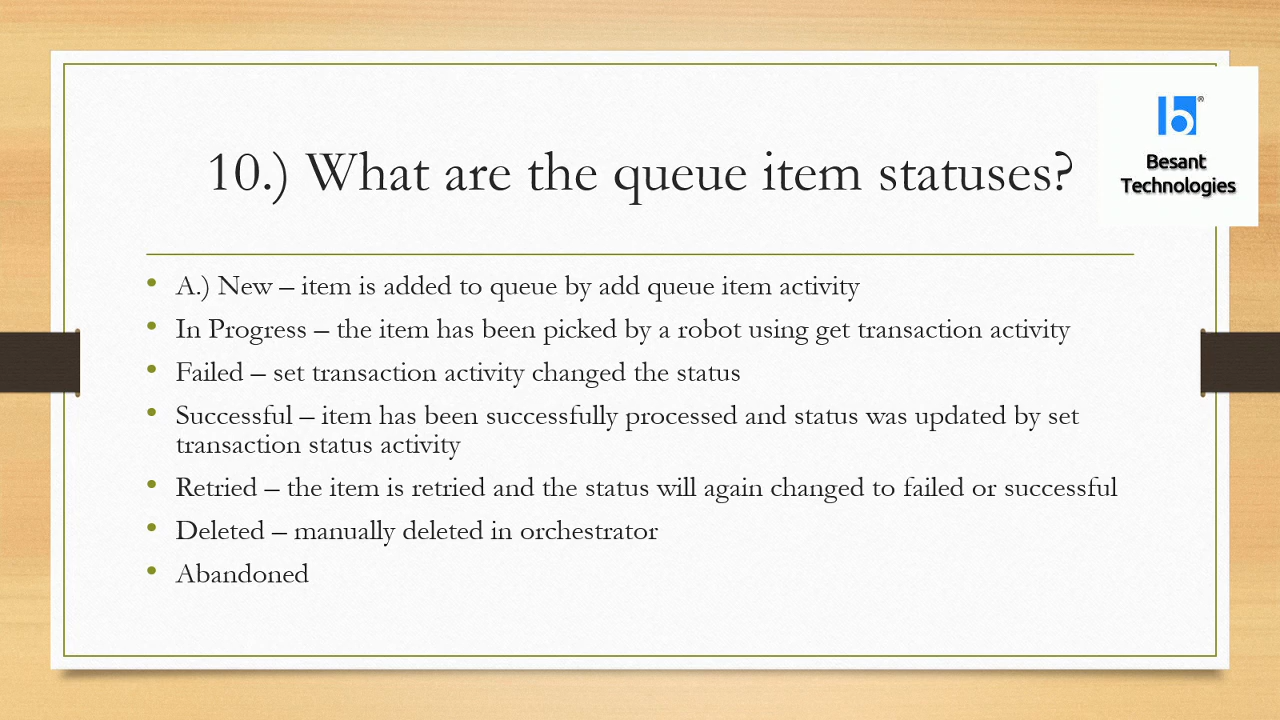 10.) What are the queue item statuses?
b®
Besant
Technologies
• A.) New – item is added to queue by add queue item activity
• In Progress – the item has been picked by a robot using get transaction activity
• Failed – set transaction activity changed the status
• Successful – item has been successfully processed and status was updated by set
transaction status activity
• Retried – the item is retried and the status will again changed to failed or successful
• Deleted – manually deleted in orchestrator
• Abandoned